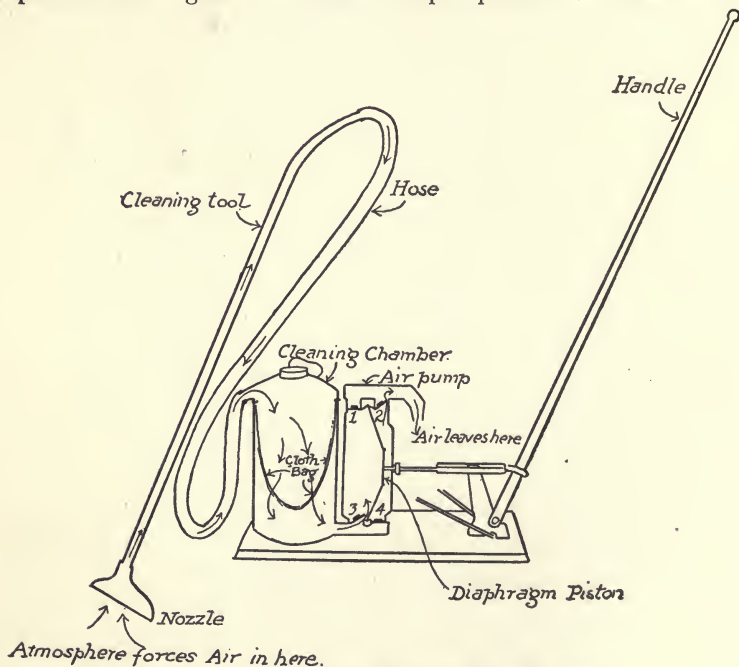 Handle
Cleaning tool
Hose
Cleaning Chamber
Air pump
1
2
Air leaves here
Cloth
Bag
3
4
Diaphragm Piston
Nozzle
Atmosphere forces Air in here.